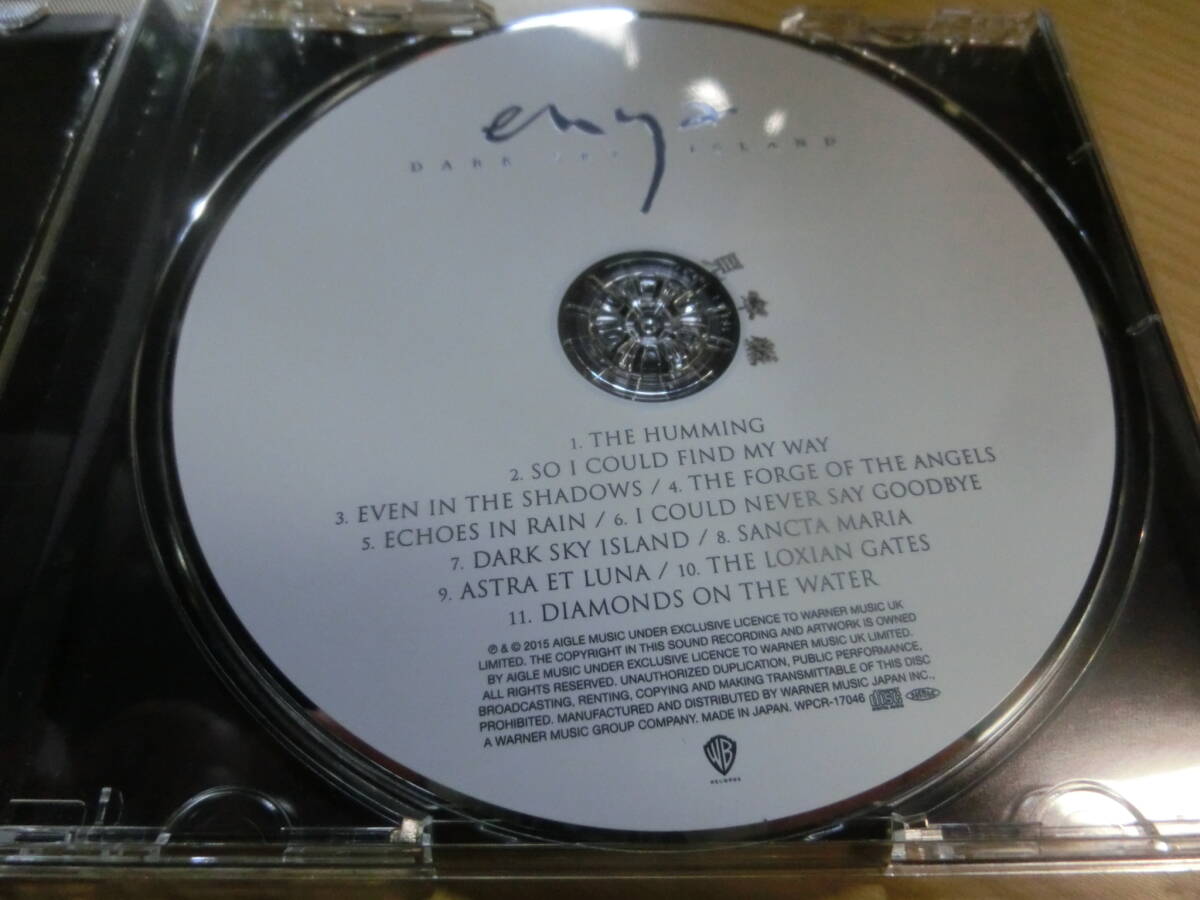 enya
DARK SKY ISLAND
見本盤
1. THE HUMMING
2. SO I COULD FIND MY WAY
3. EVEN IN THE SHADOWS / 4. THE FORGE OF THE ANGELS
5. ECHOES IN RAIN / 6. I COULD NEVER SAY GOODBYE
7. DARK SKY ISLAND / 8. SANCTA MARIA
9. ASTRA ET LUNA / 10. THE LOXIAN GATES
11. DIAMONDS ON THE WATER
℗ & © 2015 AIGLE MUSIC UNDER EXCLUSIVE LICENCE TO WARNER MUSIC UK
LIMITED. THE COPYRIGHT IN THIS SOUND RECORDING AND ARTWORK IS OWNED
BY AIGLE MUSIC UNDER EXCLUSIVE LICENCE TO WARNER MUSIC UK LIMITED.
ALL RIGHTS RESERVED. UNAUTHORIZED DUPLICATION, PUBLIC PERFORMANCE,
BROADCASTING, RENTING, COPYING AND MAKING TRANSMITTABLE OF THIS DISC
PROHIBITED. MANUFACTURED AND DISTRIBUTED BY WARNER MUSIC JAPAN INC.,
A WARNER MUSIC GROUP COMPANY. MADE IN JAPAN. WPCR-17046
WB
RECORDS